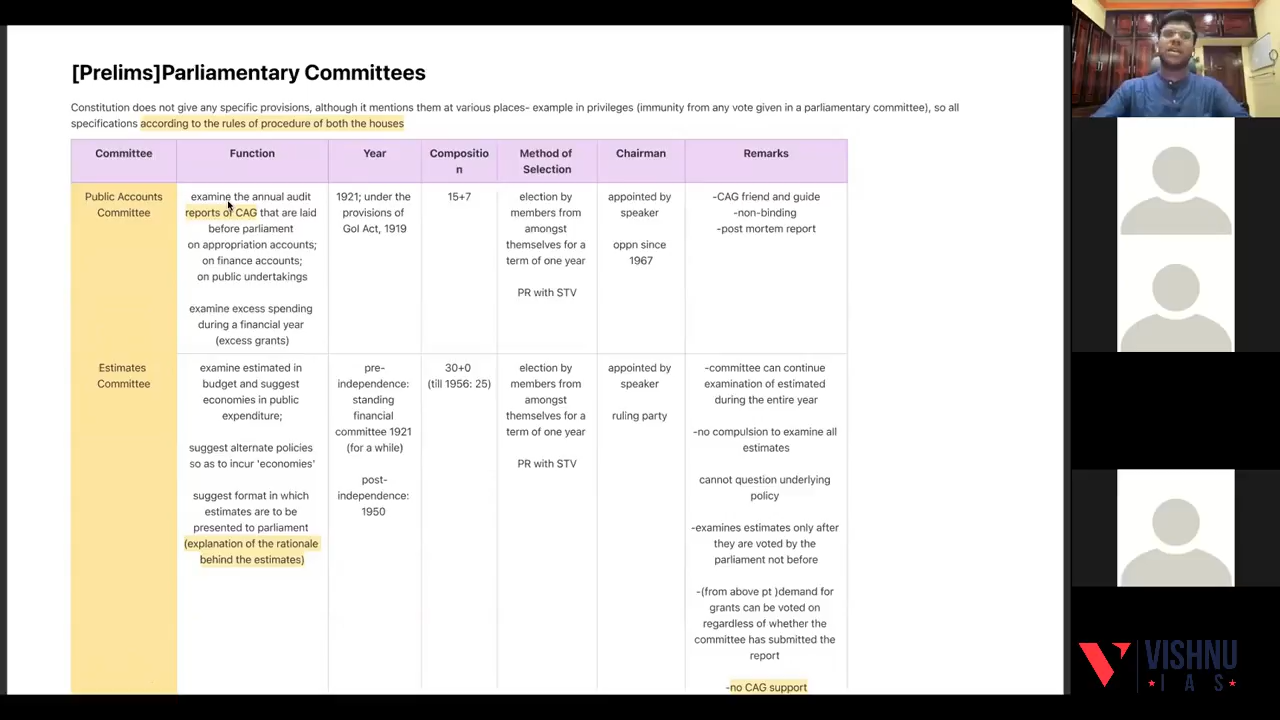 [Prelims]Parliamentary Committees
Constitution does not give any specific provisions, although it mentions them at various places- example in privileges (immunity from any vote given in a parliamentary committee), so all
specifications according to the rules of procedure of both the houses
Committee
Function
Year
Compositio
n
Method of
Selection
Chairman
Remarks
Public Accounts
Committee
examine the annual audit
reports of CAG that are laid
before parliament
on appropriation accounts;
on finance accounts;
on public undertakings
examine excess spending
during a financial year
(excess grants)
1921; under the
provisions of
GoI Act, 1919
15+7
election by
members from
amongst
themselves for a
term of one year
PR with STV
appointed by
speaker
oppn since
1967
-CAG friend and guide
-non-binding
-post mortem report
Estimates
Committee
examine estimated in
budget and suggest
economies in public
expenditure;
suggest alternate policies
so as to incur 'economies'
suggest format in which
estimates are to be
presented to parliament
(explanation of the rationale
behind the estimates)
pre-
independence:
standing
financial
committee 1921
(for a while)
post-
independence:
1950
30+0
(till 1956: 25)
election by
members from
amongst
themselves for a
term of one year
PR with STV
appointed by
speaker
ruling party
-committee can continue
examination of estimated
during the entire year
-no compulsion to examine all
estimates
cannot question underlying
policy
-examines estimates only after
they are voted by the
parliament not before
-(from above pt )demand for
grants can be voted on
regardless of whether the
committee has submitted the
report
-no CAG support
VISHNU
IAS